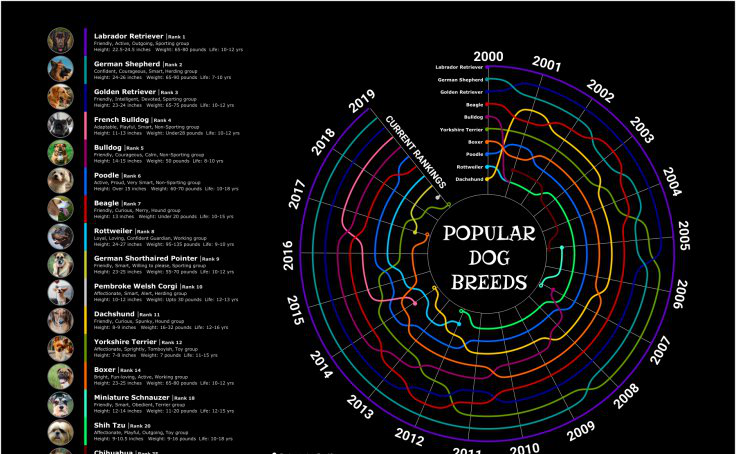 Labrador Retriever | Rank 1
Friendly, Active, Outgoing, Sporting group
Height: 22.5-24.5 inches Weight: 65-80 pounds Life: 10-12 yrs
German Shepherd | Rank 2
Confident, Courageous, Smart, Herding group
Height: 24-26 inches Weight: 65-90 pounds Life: 7-10 yrs
Golden Retriever | Rank 3
Friendly, Intelligent, Devoted, Sporting group
Height: 23-24 inches Weight: 65-75 pounds Life: 10-12 yrs
French Bulldog | Rank 4
Adaptable, Playful, Smart, Non-Sporting group
Height: 11-13 inches Weight: Under28 pounds Life: 10-12 yrs
Bulldog | Rank 5
Friendly, Courageous, Calm, Non-Sporting group
Height: 14-15 inches Weight: 50 pounds Life: 8-10 yrs
Poodle | Rank 6
Active, Proud, Very Smart, Non-Sporting group
Height: Over 15 inches Weight: 60-70 pounds Life: 10-18 yrs
Beagle | Rank 7
Friendly, Curious, Merry, Hound group
Height: 13 inches Weight: Under 20 pounds Life: 10-15 yrs
Rottweiler | Rank 8
Loyal, Loving, Confident Guardian, Working group
Height: 24-27 inches Weight: 95-135 pounds Life: 9-10 yrs
German Shorthaired Pointer | Rank 9
Friendly, Smart, Willing to please, Sporting group
Height: 23-25 inches Weight: 55-70 pounds Life: 10-12 yrs
Pembroke Welsh Corgi | Rank 10
Affectionate, Smart, Alert, Herding group
Height: 10-12 inches Weight: Upto 30 pounds Life: 12-13 yrs
Dachshund | Rank 11
Friendly, Curious, Spunky, Hound group
Height: 8-9 inches Weight: 16-32 pounds Life: 12-16 yrs
Yorkshire Terrier | Rank 12
Affectionate, Sprightly, Tomboyish, Toy group
Height: 7-8 inches Weight: 7 pounds Life: 11-15 yrs
Boxer | Rank 14
Bright, Fun-loving, Active, Working group
Height: 23-25 inches Weight: 65-80 pounds Life: 10-12 yrs
Miniature Schnauzer | Rank 18
Friendly, Smart, Obedient, Terrier group
Height: 12-14 inches Weight: 11-20 pounds Life: 12-15 yrs
Shih Tzu | Rank 20
Affectionate, Playful, Outgoing, Toy group
Height: 9-10.5 inches Weight: 9-16 pounds Life: 10-18 yrs
Chihuahua
2000
2001
2002
2003
2004
2005
2006
2007
2008
2009
2010
2011
2012
2013
2014
2015
2016
2017
2018
2019
CURRENT RANKINGS
Labrador Retriever
German Shepherd
Golden Retriever
Beagle
Bulldog
Yorkshire Terrier
Boxer
Poodle
Rottweiler
Dachshund
POPULAR
DOG
BREEDS